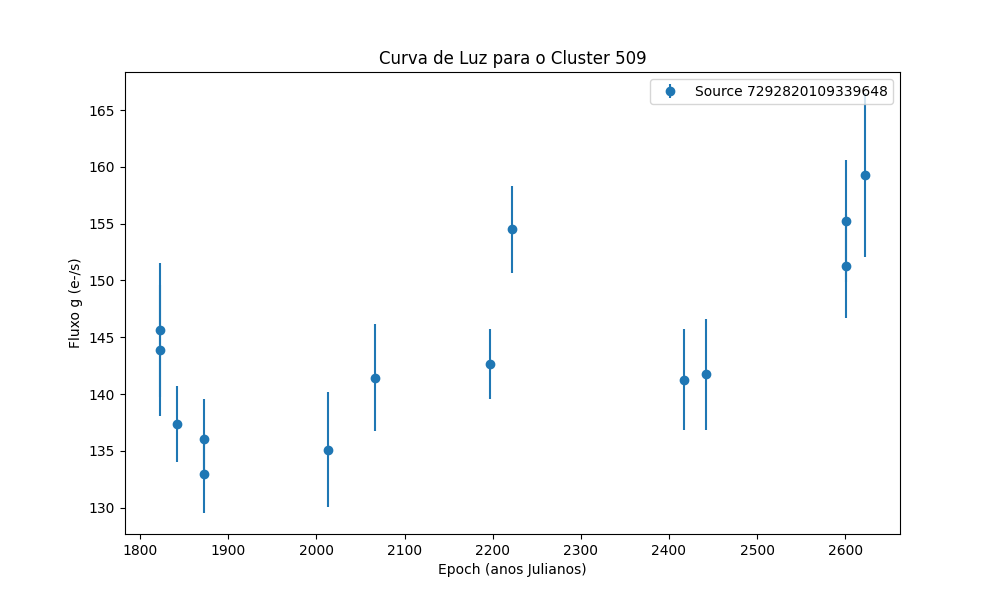 Curva de Luz para o Cluster 509
Source 7292820109339648
165
160
155
150
145
140
135
130
Fluxo g (e-/s)
1800 1900 2000 2100 2200 2300 2400 2500 2600
Epoch (anos Julianos)